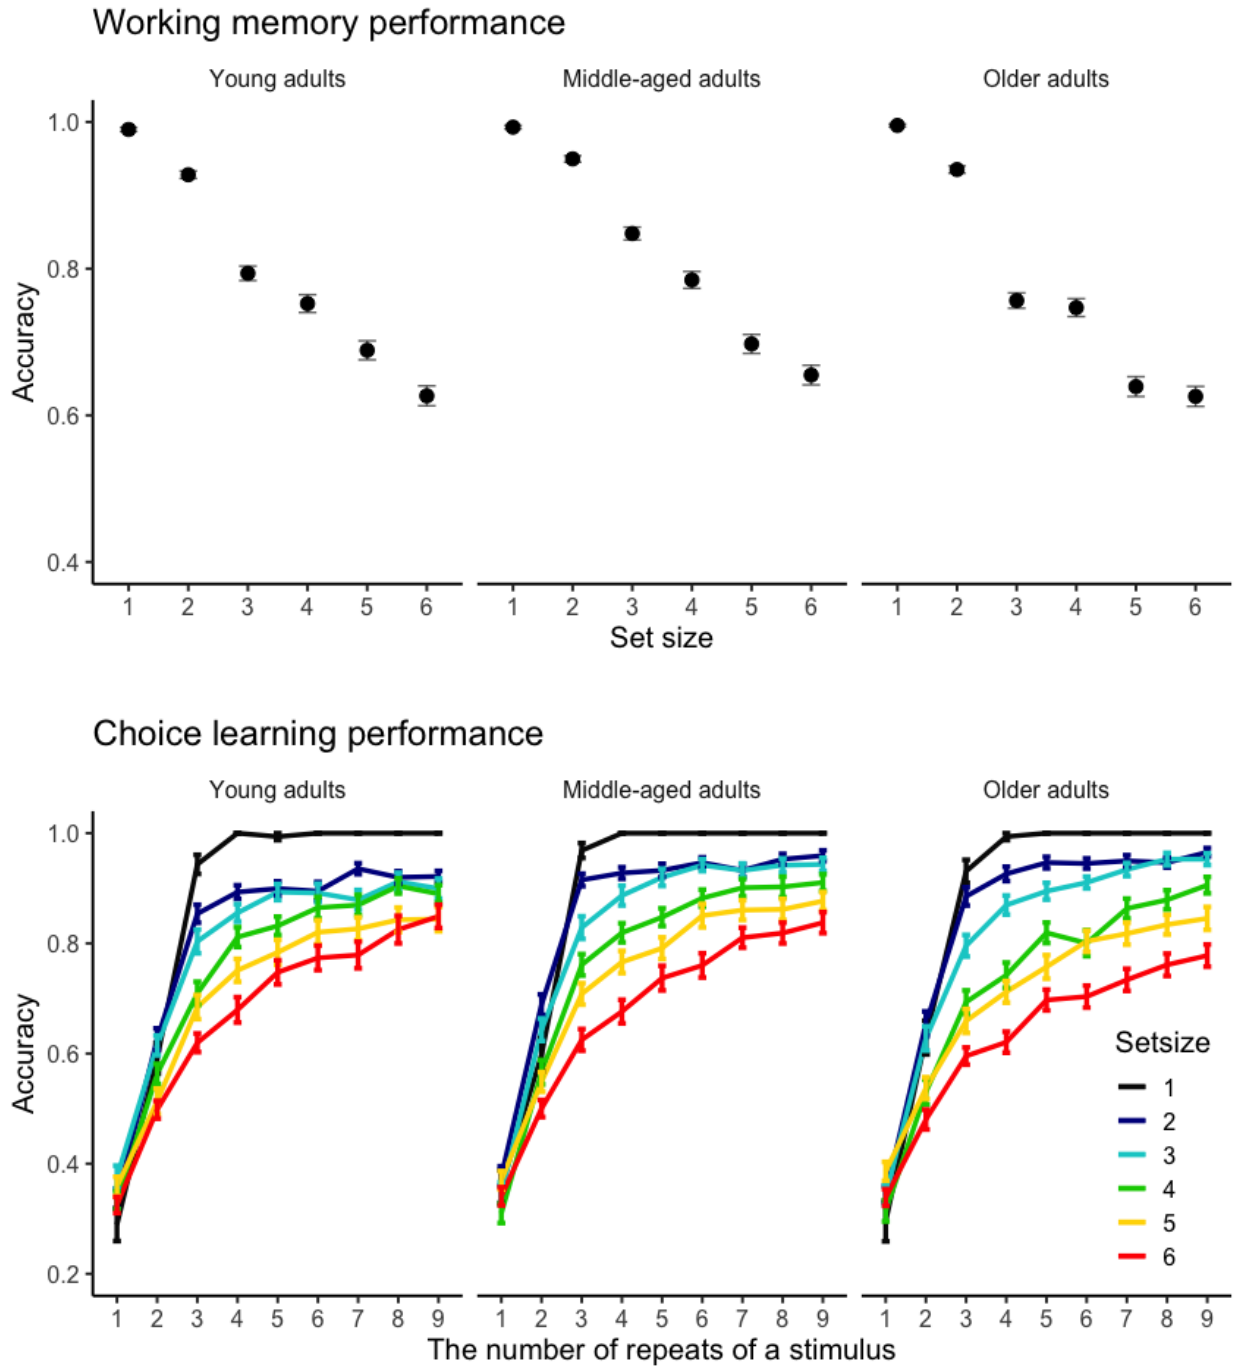 Working memory performance
Young adults Middle-aged adults Older adults
1.0
0.8
0.6
0.4
Accuracy
1 2 3 4 5 6 1 2 3 4 5 6 1 2 3 4 5 6
Set size
Choice learning performance
Young adults Middle-aged adults Older adults
1.0
0.8
0.6
0.4
0.2
Accuracy
Setsize
1
2
3
4
5
6
1 2 3 4 5 6 7 8 9 1 2 3 4 5 6 7 8 9 1 2 3 4 5 6 7 8 9
The number of repeats of a stimulus